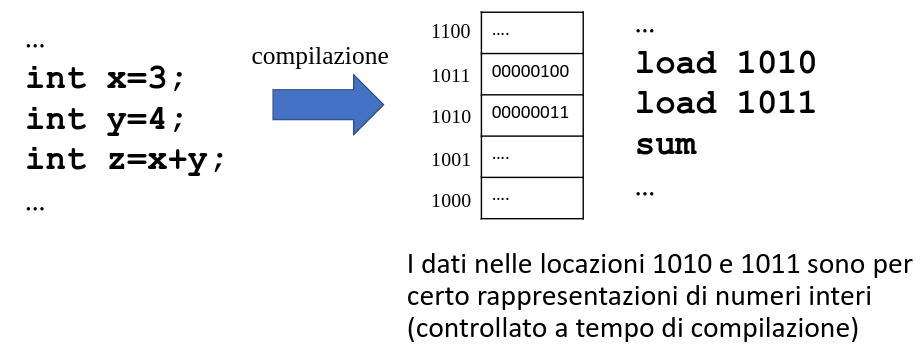 ...
int x=3;
int y=4;
int z=x+y;
...
compilazione
1100 ....
1011 00000100
1010 00000011
1001 ....
1000 ....
...
load 1010
load 1011
sum
...
I dati nelle locazioni 1010 e 1011 sono per
certo rappresentazioni di numeri interi
(controllato a tempo di compilazione)